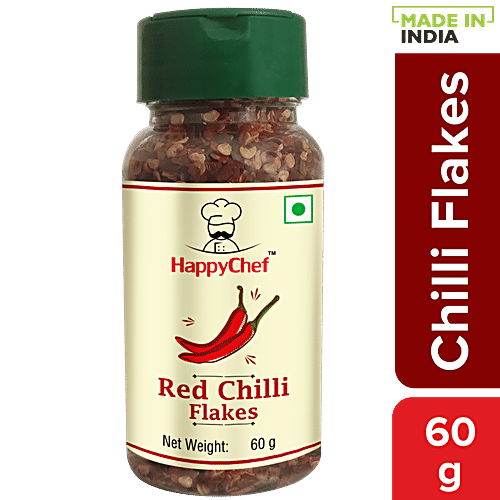 MADE IN
INDIA
HappyChef™
Red Chilli
Flakes
Net Weight: 60 g
Chilli Flakes
60
g